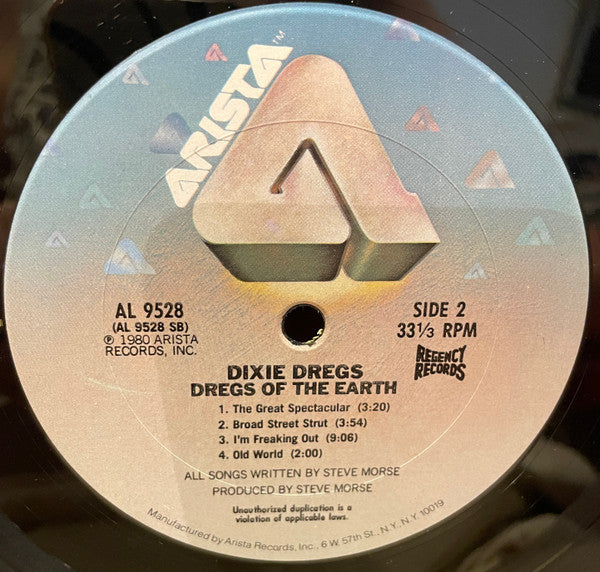 ARISTA™
AL 9528
(AL 9528 SB)
℗ 1980 ARISTA
RECORDS, INC.
SIDE 2
33 1/3 RPM
REGENCY
RECORDS
DIXIE DREGS
DREGS OF THE EARTH
1. The Great Spectacular (3:20)
2. Broad Street Strut (3:54)
3. I'm Freaking Out (9:06)
4. Old World (2:00)
ALL SONGS WRITTEN BY STEVE MORSE
PRODUCED BY STEVE MORSE
Unauthorized duplication is a
violation of applicable laws.
Manufactured by Arista Records, Inc., 6 W. 57th St., N.Y., N.Y. 10019